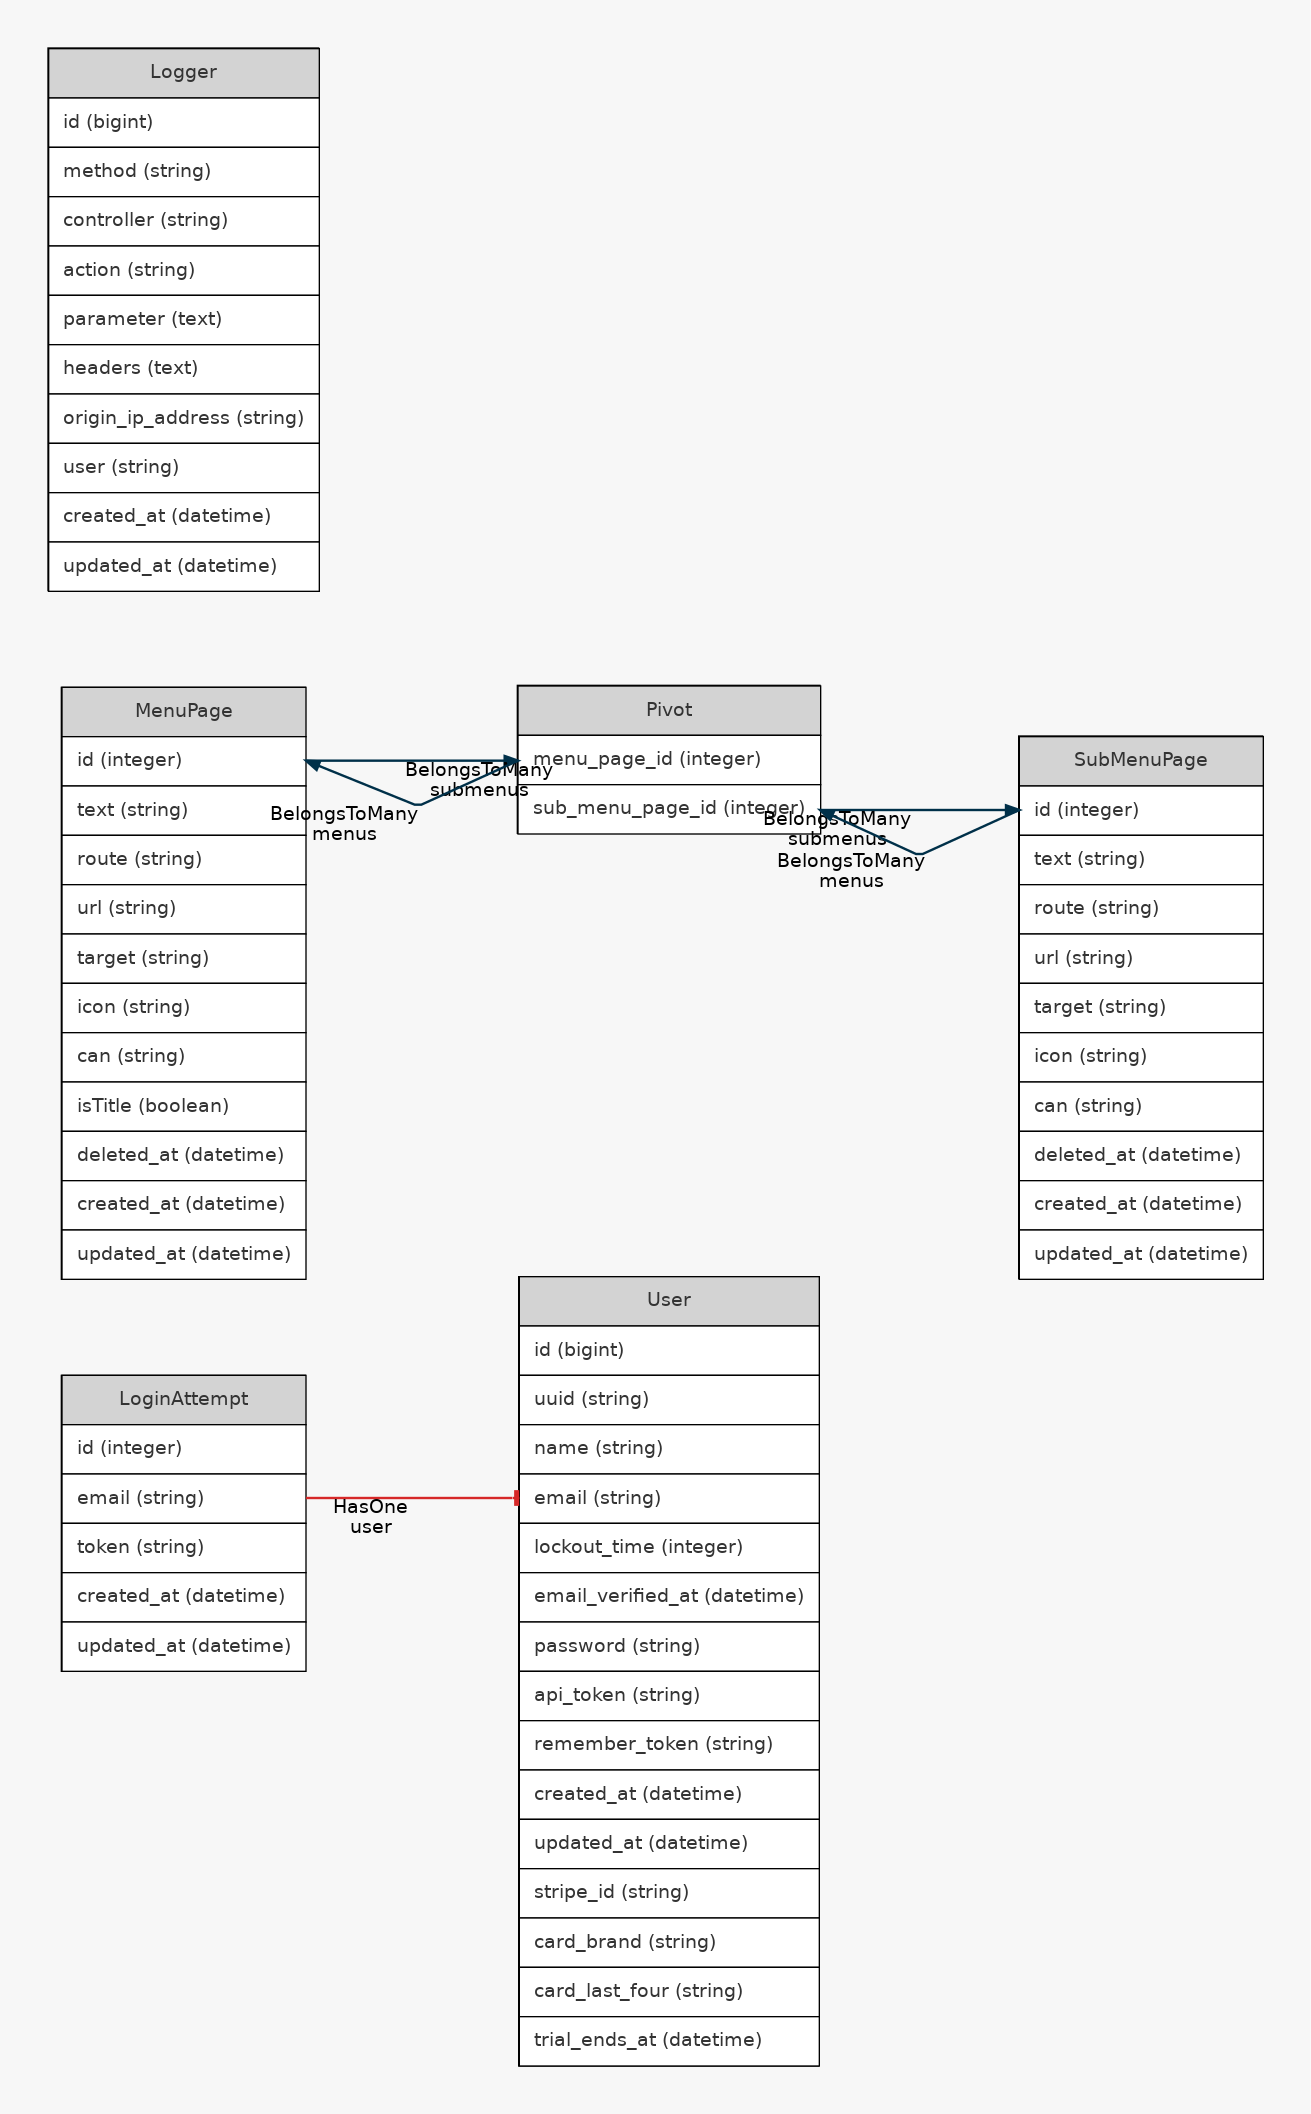 Logger
id (bigint)
method (string)
controller (string)
action (string)
parameter (text)
headers (text)
origin_ip_address (string)
user (string)
created_at (datetime)
updated_at (datetime)
MenuPage
id (integer)
text (string)
route (string)
url (string)
target (string)
icon (string)
can (string)
isTitle (boolean)
deleted_at (datetime)
created_at (datetime)
updated_at (datetime)
BelongsToMany
submenus
BelongsToMany
menus
Pivot
menu_page_id (integer)
sub_menu_page_id (integer)
BelongsToMany
submenus
BelongsToMany
menus
SubMenuPage
id (integer)
text (string)
route (string)
url (string)
target (string)
icon (string)
can (string)
deleted_at (datetime)
created_at (datetime)
updated_at (datetime)
LoginAttempt
id (integer)
email (string)
token (string)
created_at (datetime)
updated_at (datetime)
HasOne
user
User
id (bigint)
uuid (string)
name (string)
email (string)
lockout_time (integer)
email_verified_at (datetime)
password (string)
api_token (string)
remember_token (string)
created_at (datetime)
updated_at (datetime)
stripe_id (string)
card_brand (string)
card_last_four (string)
trial_ends_at (datetime)